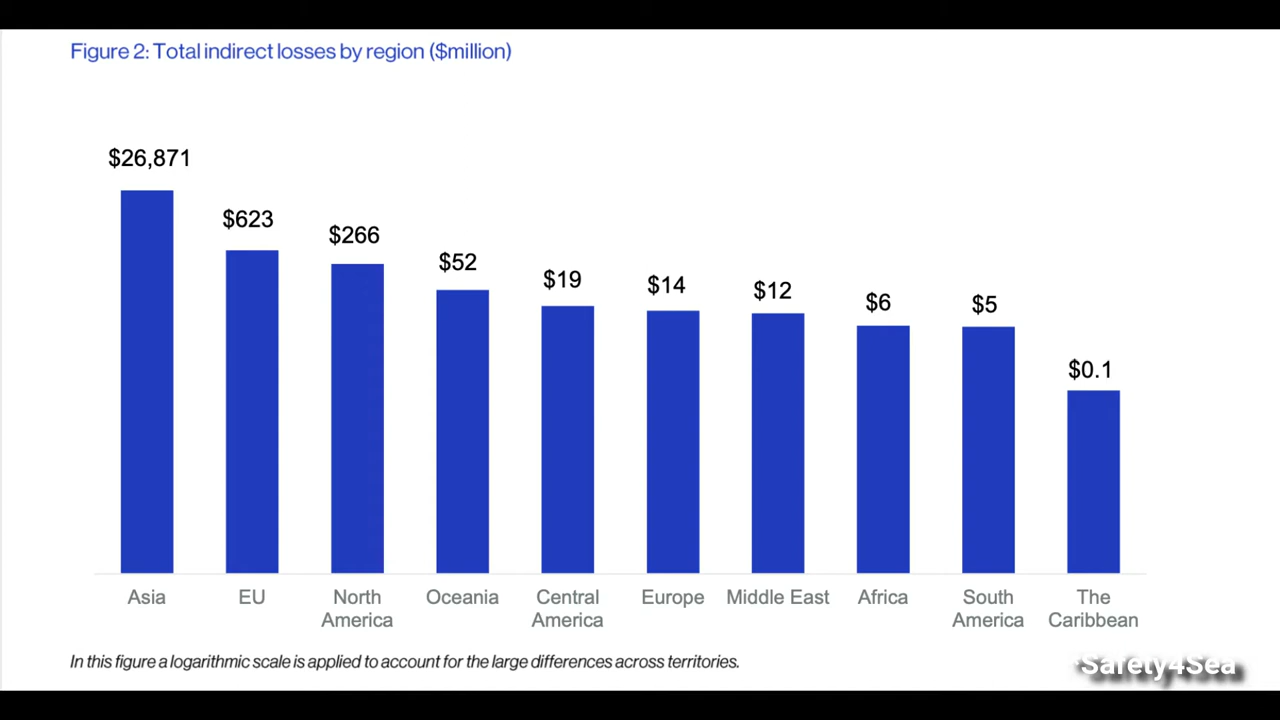 Figure 2: Total indirect losses by region ($million)
$26,871
$623
$266
$52
$19
$14
$12
$6
$5
$0.1
Asia
EU
North
America
Oceania
Central
America
Europe
Middle East
Africa
South
America
The
Caribbean
In this figure a logarithmic scale is applied to account for the large differences across territories.
*Safety4Sea